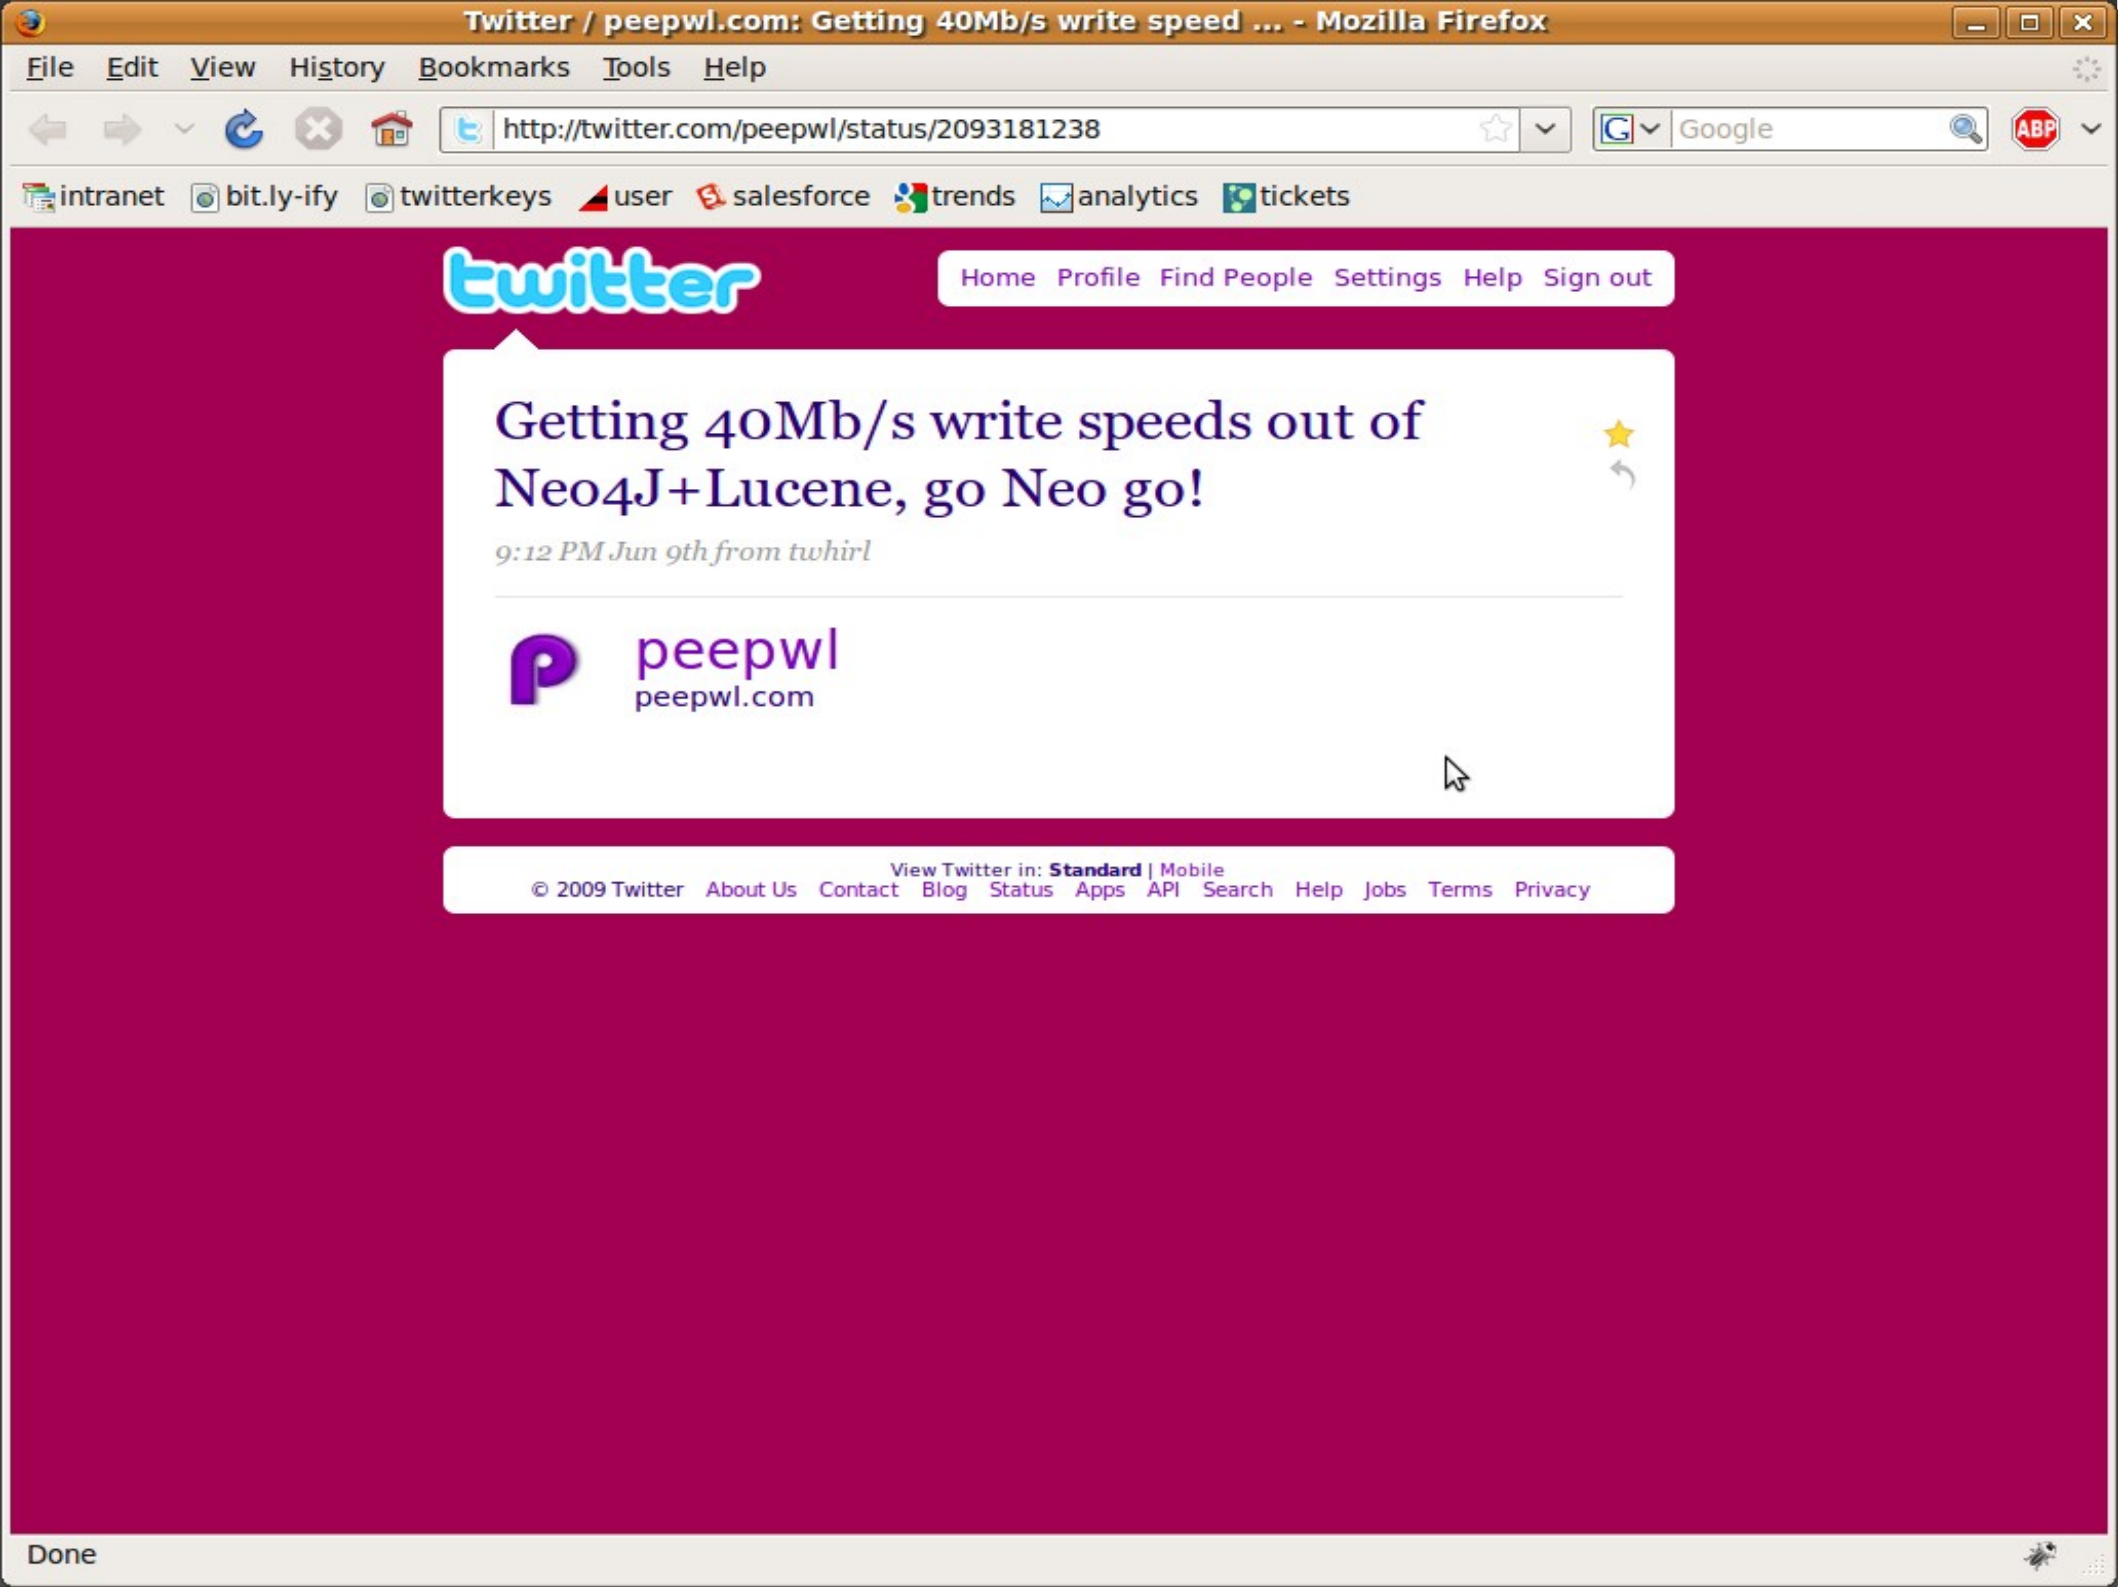 Twitter / peepwl.com: Getting 40Mb/s write speed ... - Mozilla Firefox
File Edit View History Bookmarks Tools Help
http://twitter.com/peepwl/status/2093181238 G Google ABP
intranet bit.ly-ify twitterkeys user salesforce trends analytics tickets
twitter
Home Profile Find People Settings Help Sign out
Getting 40Mb/s write speeds out of
Neo4J+Lucene, go Neo go!
9:12 PM Jun 9th from twhirl
p
peepwl
peepwl.com
View Twitter in: Standard | Mobile
© 2009 Twitter About Us Contact Blog Status Apps API Search Help Jobs Terms Privacy
Done